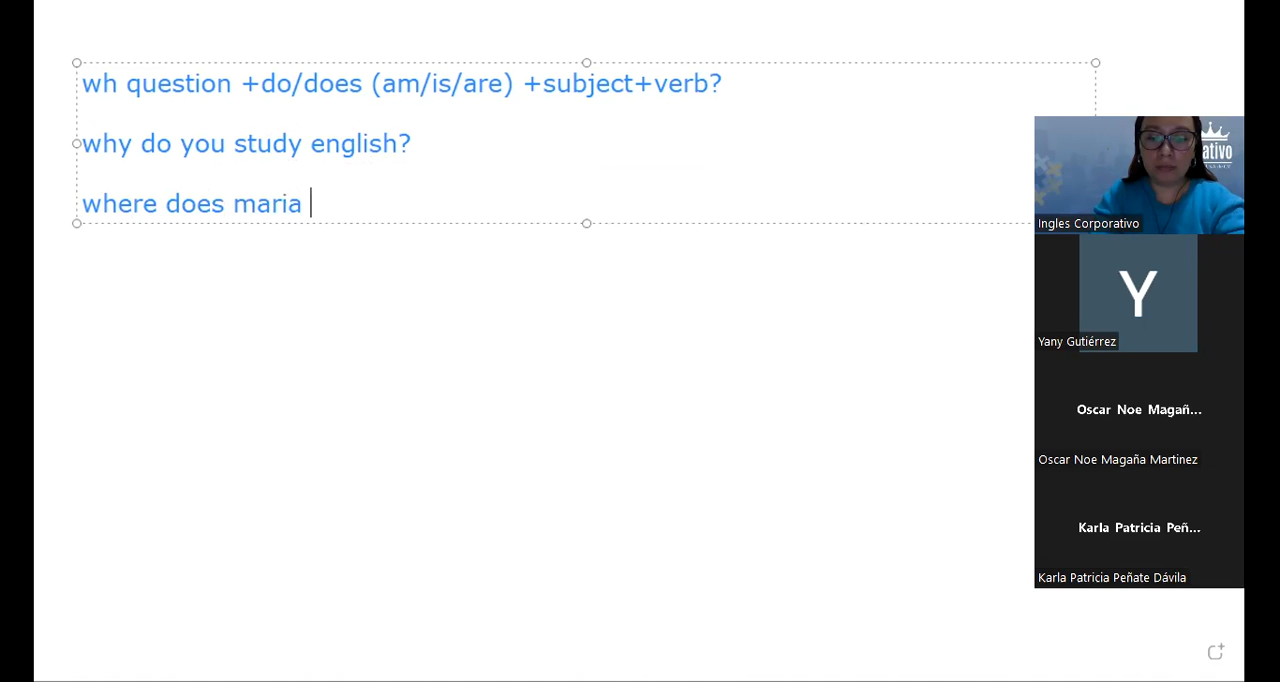 wh question +do/does (am/is/are) +subject+verb?
why do you study english?
where does maria
ativo
Ingles Corporativo
Y
Yany Gutiérrez
Oscar Noe Magañ...
Oscar Noe Magaña Martinez
Karla Patricia Peñ...
Karla Patricia Peñate Dávila